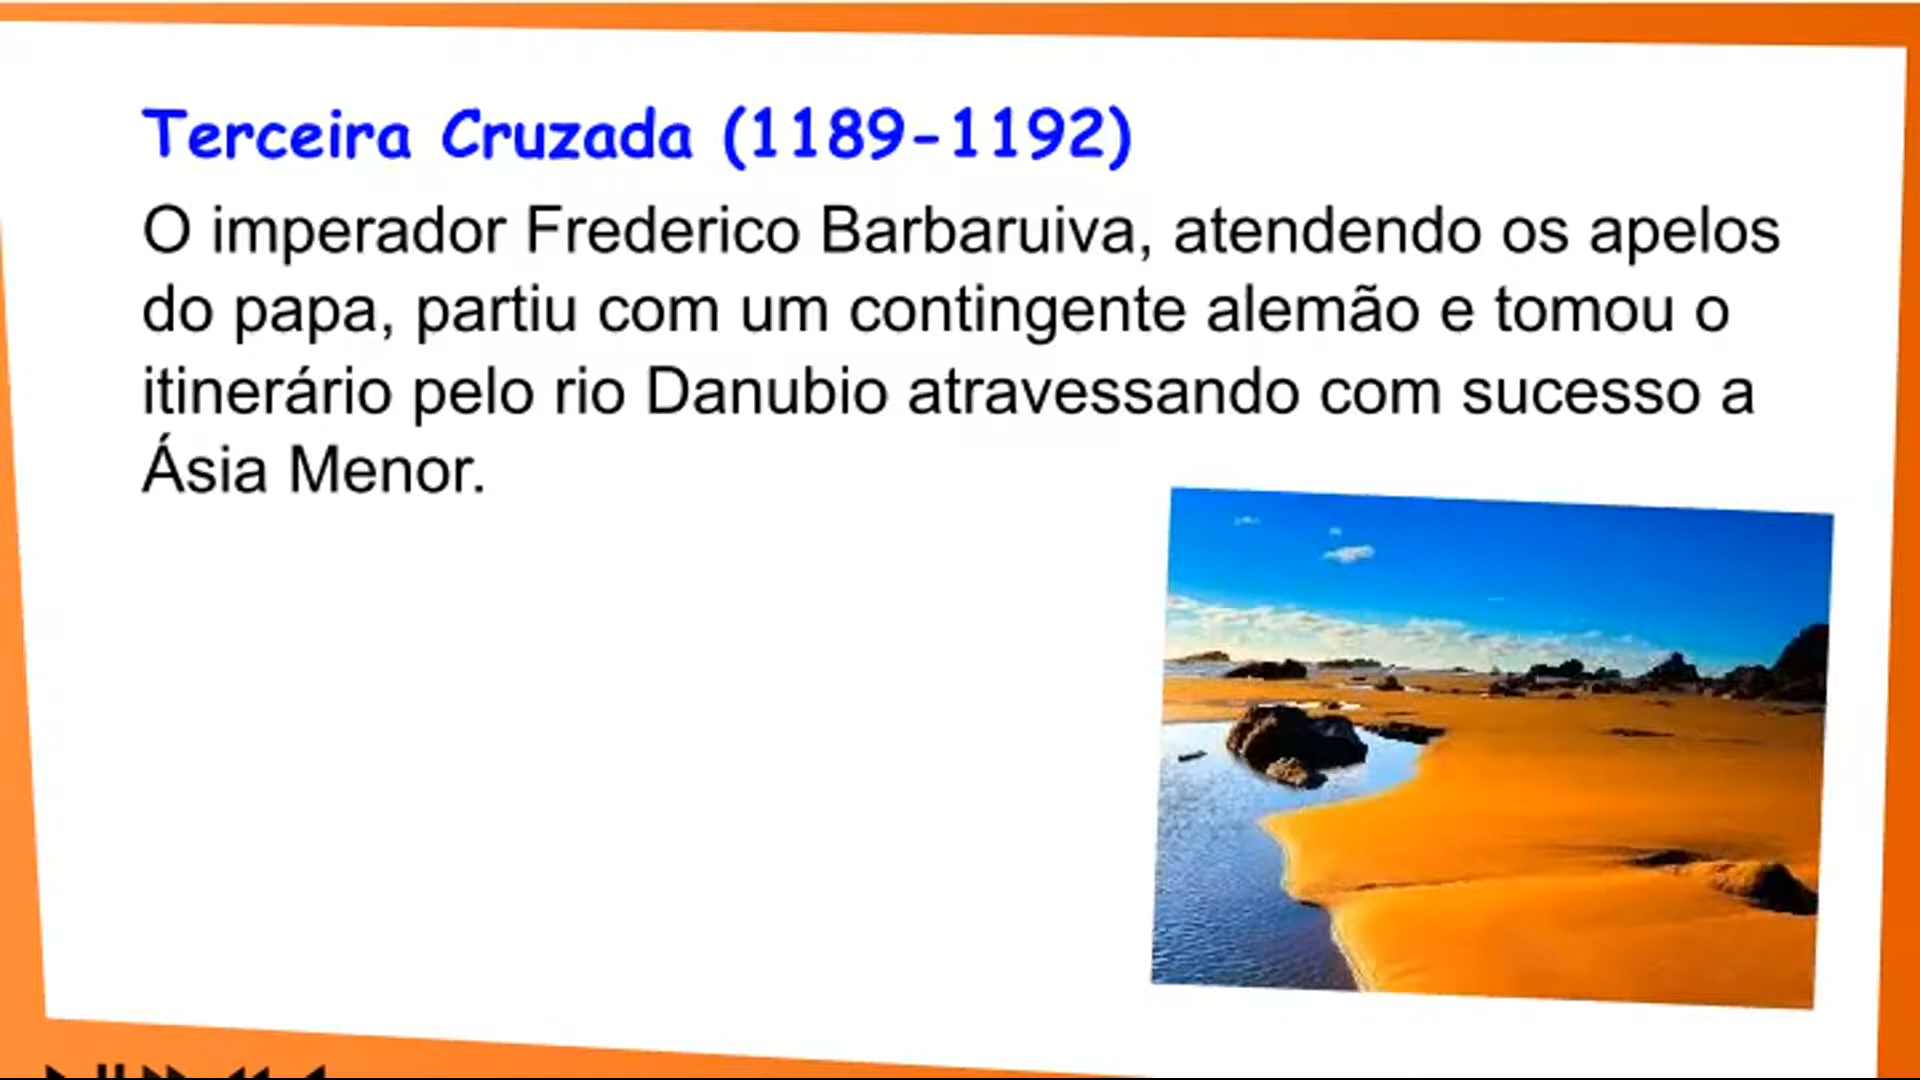 Terceira Cruzada (1189-1192)
O imperador Frederico Barbaruiva, atendendo os apelos
do papa, partiu com um contingente alemão e tomou o
itinerário pelo rio Danubio atravessando com sucesso a
Ásia Menor.